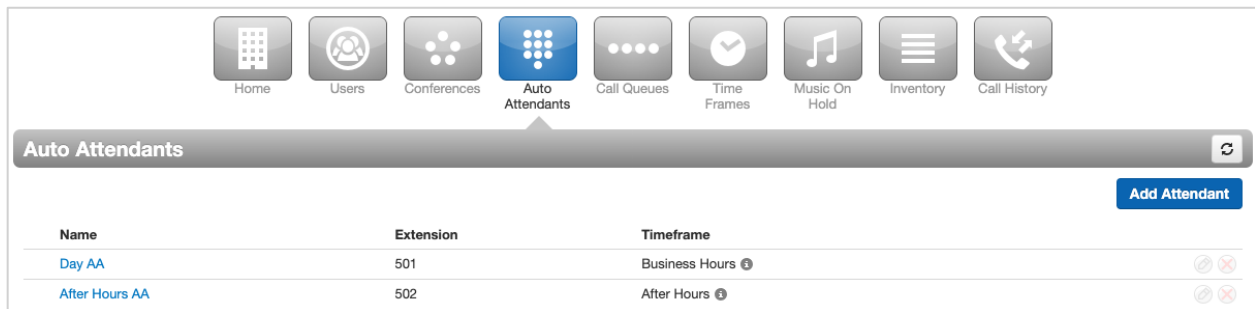 Home Users Conferences Auto Attendants Call Queues Time Frames Music On Hold Inventory Call History
Auto Attendants
Add Attendant
Name Extension Timeframe
Day AA 501 Business Hours
After Hours AA 502 After Hours